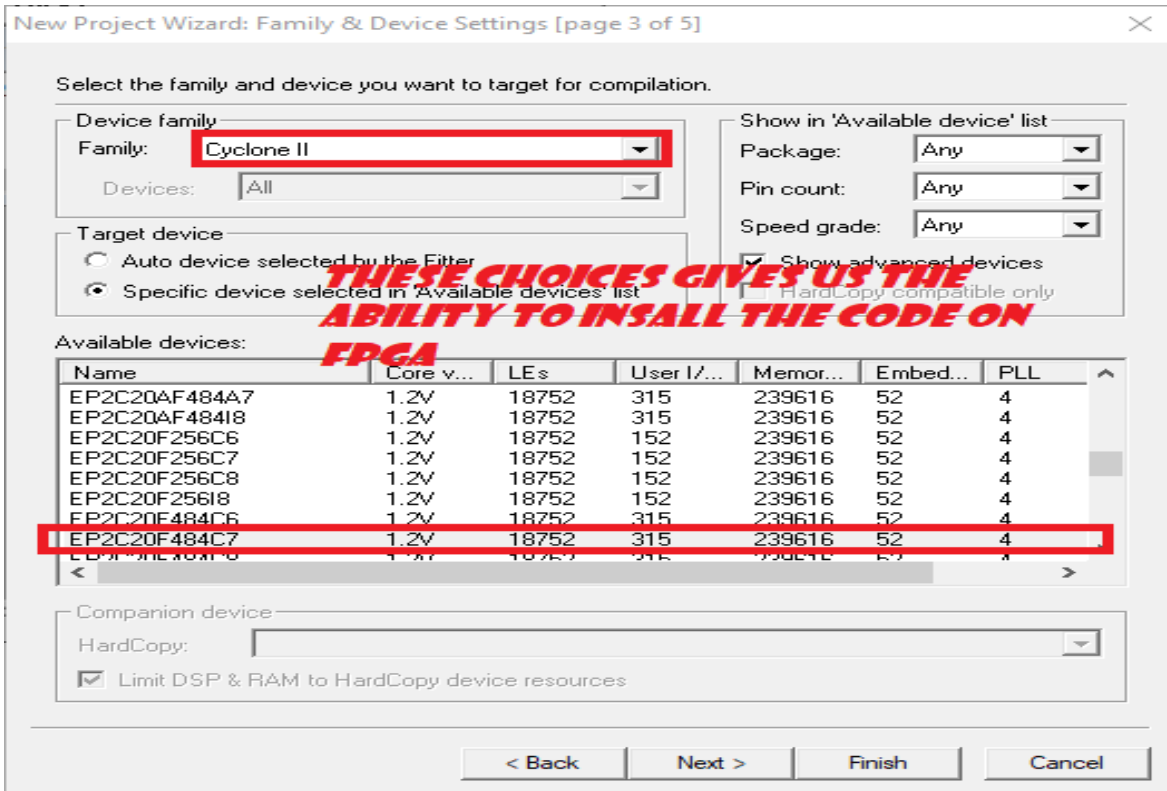 New Project Wizard: Family & Device Settings [page 3 of 5]
Select the family and device you want to target for compilation.
Device family
Family: Cyclone II
Devices: All
Show in 'Available device' list
Package: Any
Pin count: Any
Speed grade: Any
Show advanced devices
HardCopy compatible only
Target device
Auto device selected by the Fitter
Specific device selected in 'Available devices' list
THESE CHOICES GIVES US THE
ABILITY TO INSALL THE CODE ON
FPGA
Available devices:
Name Core v... LEs User I/... Memor... Embed... PLL
EP2C20AF484A7 1.2V 18752 315 239616 52 4
EP2C20AF484I8 1.2V 18752 315 239616 52 4
EP2C20F256C6 1.2V 18752 152 239616 52 4
EP2C20F256C7 1.2V 18752 152 239616 52 4
EP2C20F256C8 1.2V 18752 152 239616 52 4
EP2C20F256I8 1.2V 18752 152 239616 52 4
EP2C20F484C6 1.2V 18752 315 239616 52 4
EP2C20F484C7 1.2V 18752 315 239616 52 4
Companion device
HardCopy:
Limit DSP & RAM to HardCopy device resources
< Back Next > Finish Cancel